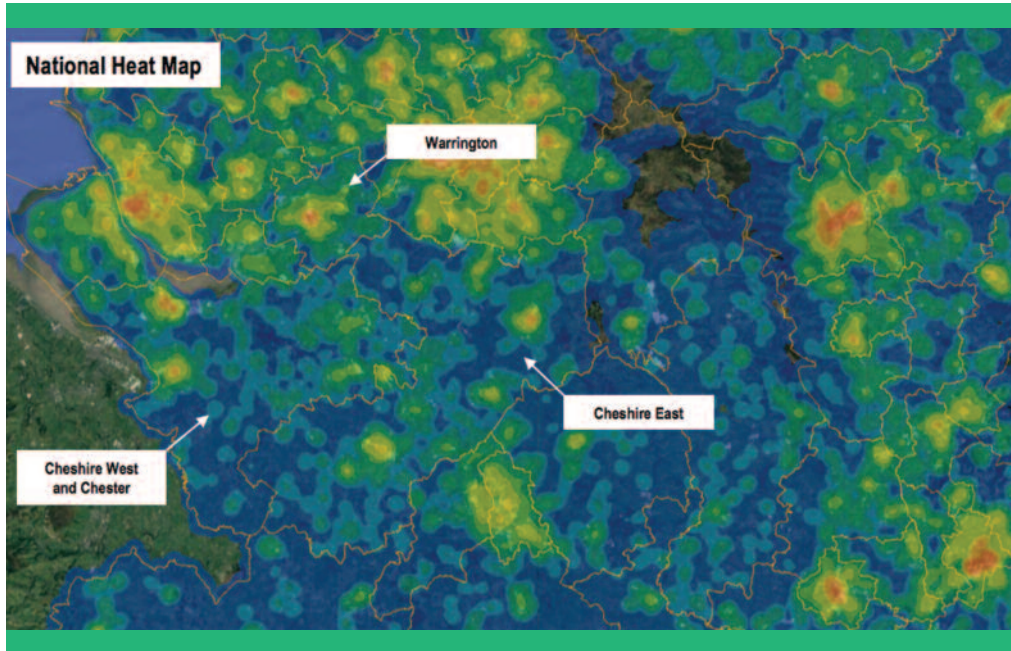 National Heat Map
Warrington
Cheshire East
Cheshire West
and Chester